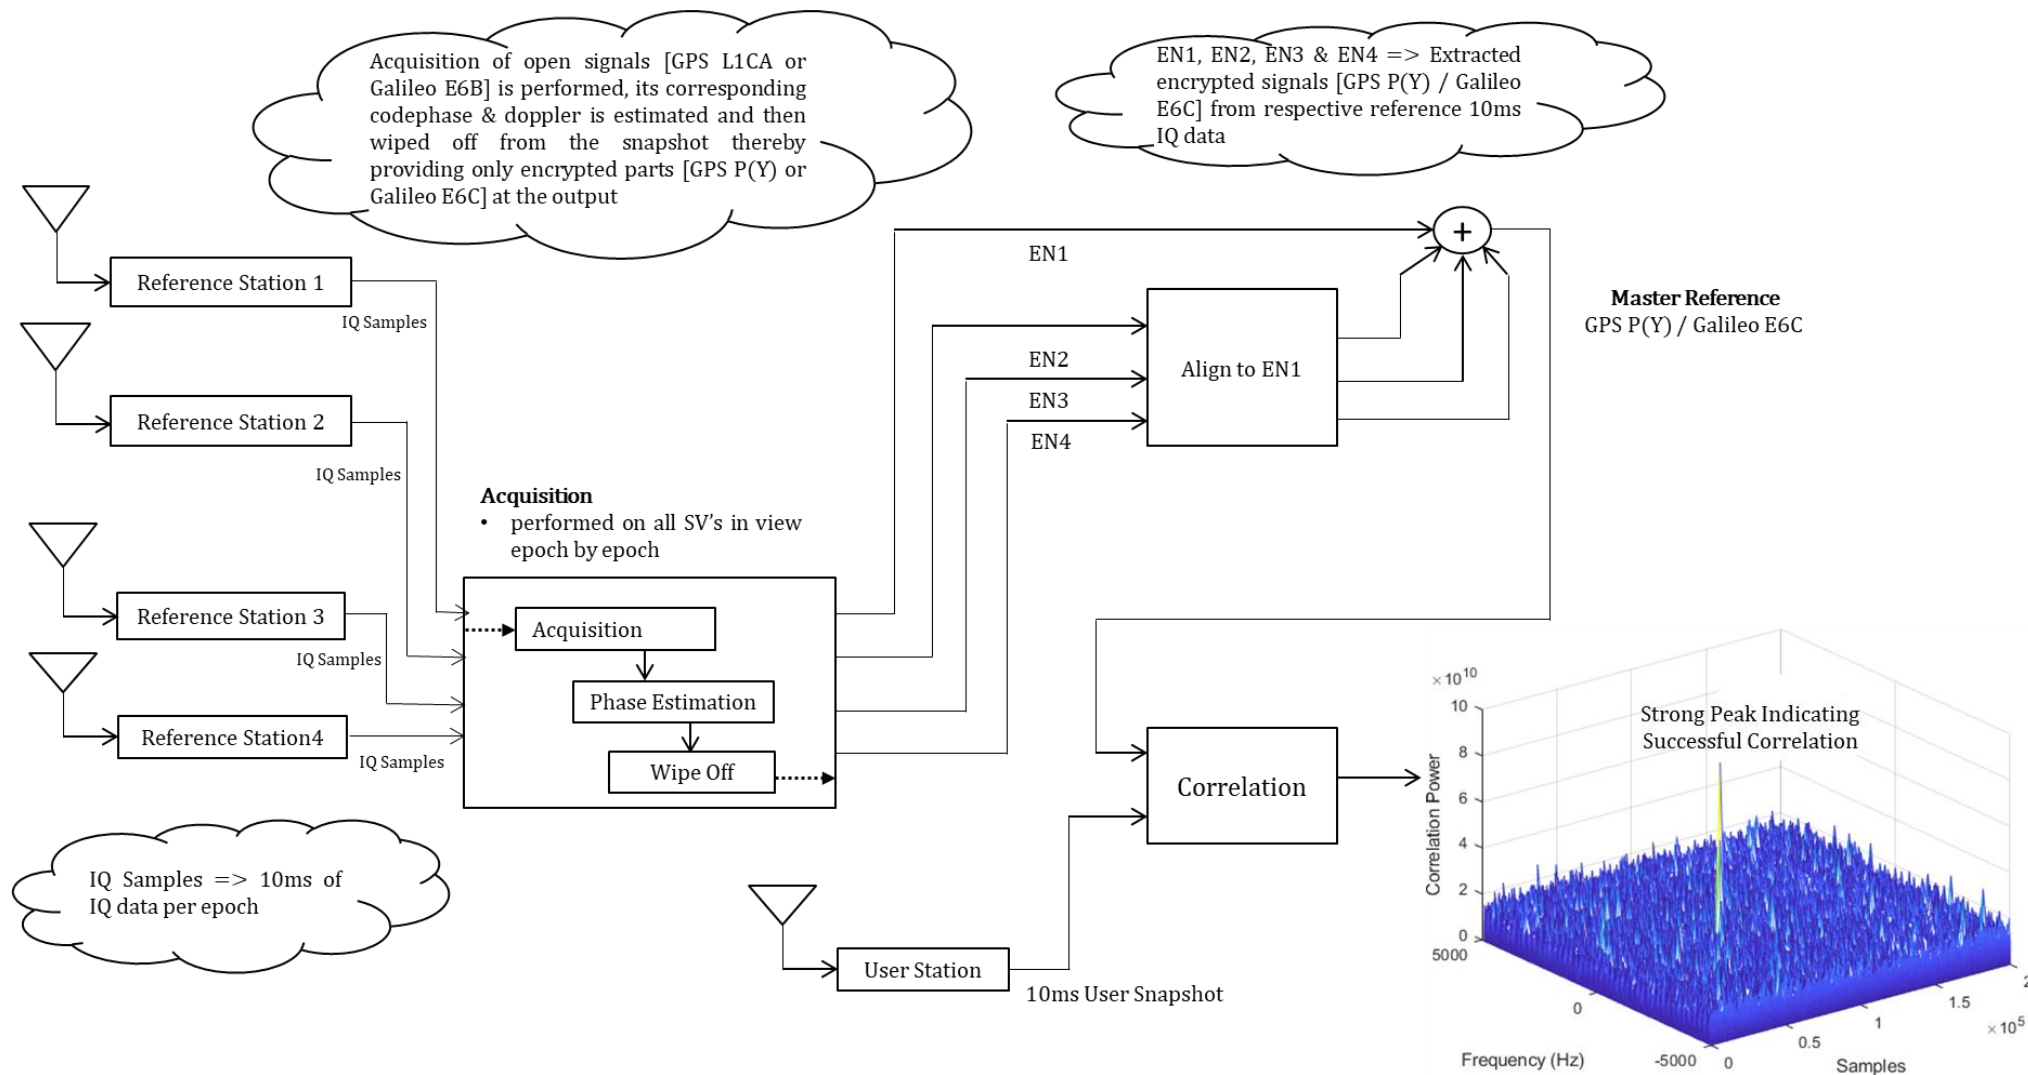 Acquisition of open signals [GPS L1CA or
Galileo E6B] is performed, its corresponding
codephase & doppler is estimated and then
wiped off from the snapshot thereby
providing only encrypted parts [GPS P(Y) or
Galileo E6C] at the output
EN1, EN2, EN3 & EN4 => Extracted
encrypted signals [GPS P(Y) / Galileo
E6C] from respective reference 10ms
IQ data
Reference Station 1
IQ Samples
Reference Station 2
IQ Samples
Reference Station 3
IQ Samples
Reference Station4
IQ Samples
IQ Samples => 10ms of
IQ data per epoch
Acquisition
• performed on all SV's in view
epoch by epoch
Acquisition
Phase Estimation
Wipe Off
EN1
EN2
EN3
EN4
Align to EN1
+
Master Reference
GPS P(Y) / Galileo E6C
User Station
10ms User Snapshot
Correlation
Strong Peak Indicating
Successful Correlation
× 10^10
10
8
6
4
2
0
Correlation Power
5000
0
-5000
Frequency (Hz)
0
0.5
1
1.5
2
× 10^5
Samples